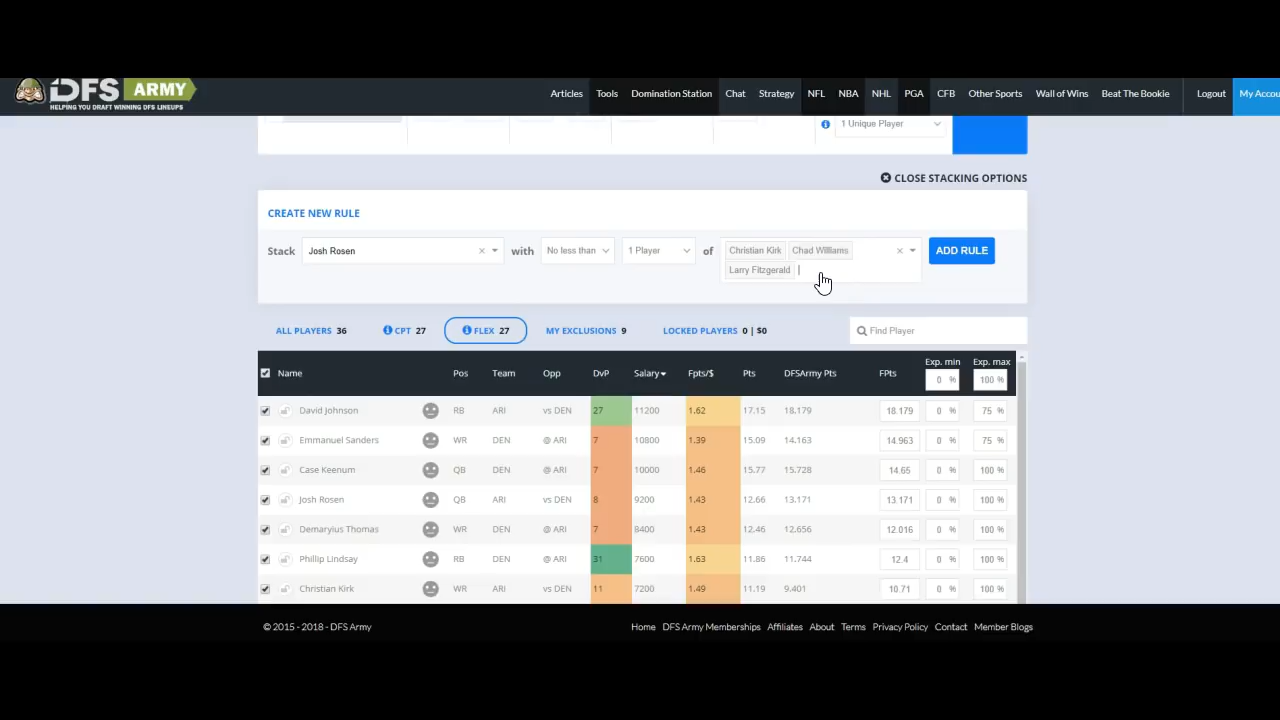 DFS ARMY
HELPING YOU DRAFT WINNING DFS LINEUPS
Articles Tools Domination Station Chat Strategy NFL NBA NHL PGA CFB Other Sports Wall of Wins Beat The Bookie Logout My Accou
1 Unique Player
CLOSE STACKING OPTIONS
CREATE NEW RULE
Stack Josh Rosen × with No less than 1 Player of Christian Kirk Chad Williams × ADD RULE
Larry Fitzgerald
ALL PLAYERS 36 CPT 27 FLEX 27 MY EXCLUSIONS 9 LOCKED PLAYERS 0 | $0 Find Player
Name Pos Team Opp DvP Salary Fpts/$ Pts DFSArmy Pts FPts Exp. min Exp. max
0 % 100 %
David Johnson RB ARI vs DEN 27 11200 1.62 17.15 18.179 18.179 0 % 75 %
Emmanuel Sanders WR DEN @ ARI 7 10800 1.39 15.09 14.163 14.963 0 % 75 %
Case Keenum QB DEN @ ARI 7 10000 1.46 15.77 15.728 14.65 0 % 100 %
Josh Rosen QB ARI vs DEN 8 9200 1.43 12.66 13.171 13.171 0 % 100 %
Demaryius Thomas WR DEN @ ARI 7 8400 1.43 12.46 12.656 12.016 0 % 100 %
Phillip Lindsay RB DEN @ ARI 31 7600 1.63 11.86 11.744 12.4 0 % 100 %
Christian Kirk WR ARI vs DEN 11 7200 1.49 11.19 9.401 10.71 0 % 100 %
© 2015 - 2018 - DFS Army Home DFS Army Memberships Affiliates About Terms Privacy Policy Contact Member Blogs